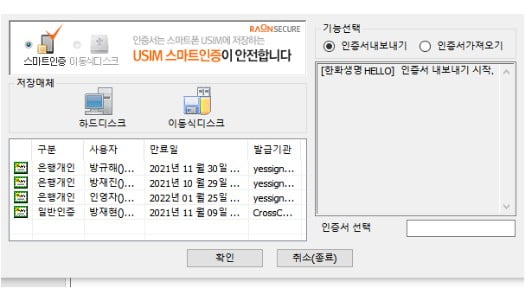 RAONSECURE
인증서는 스마트폰 USIM에 저장하는
USIM 스마트인증이 안전합니다
스마트인증 이동식디스크
저장매체
하드디스크 이동식디스크
구분 사용자 만료일 발급기관
은행개인 방규해()... 2021년 11 월 30일 ... yessign...
은행개인 방재진()... 2021년 10 월 29일 ... yessign...
은행개인 인영자()... 2022년 01 월 25일 ... yessign...
일반인증 방재현()... 2021년 11 월 09일 ... CrossC...
기능선택
인증서내보내기 인증서가져오기
[한화생명HELLO] 인증서 내보내기 시작,
인증서 선택
확인 취소(종료)